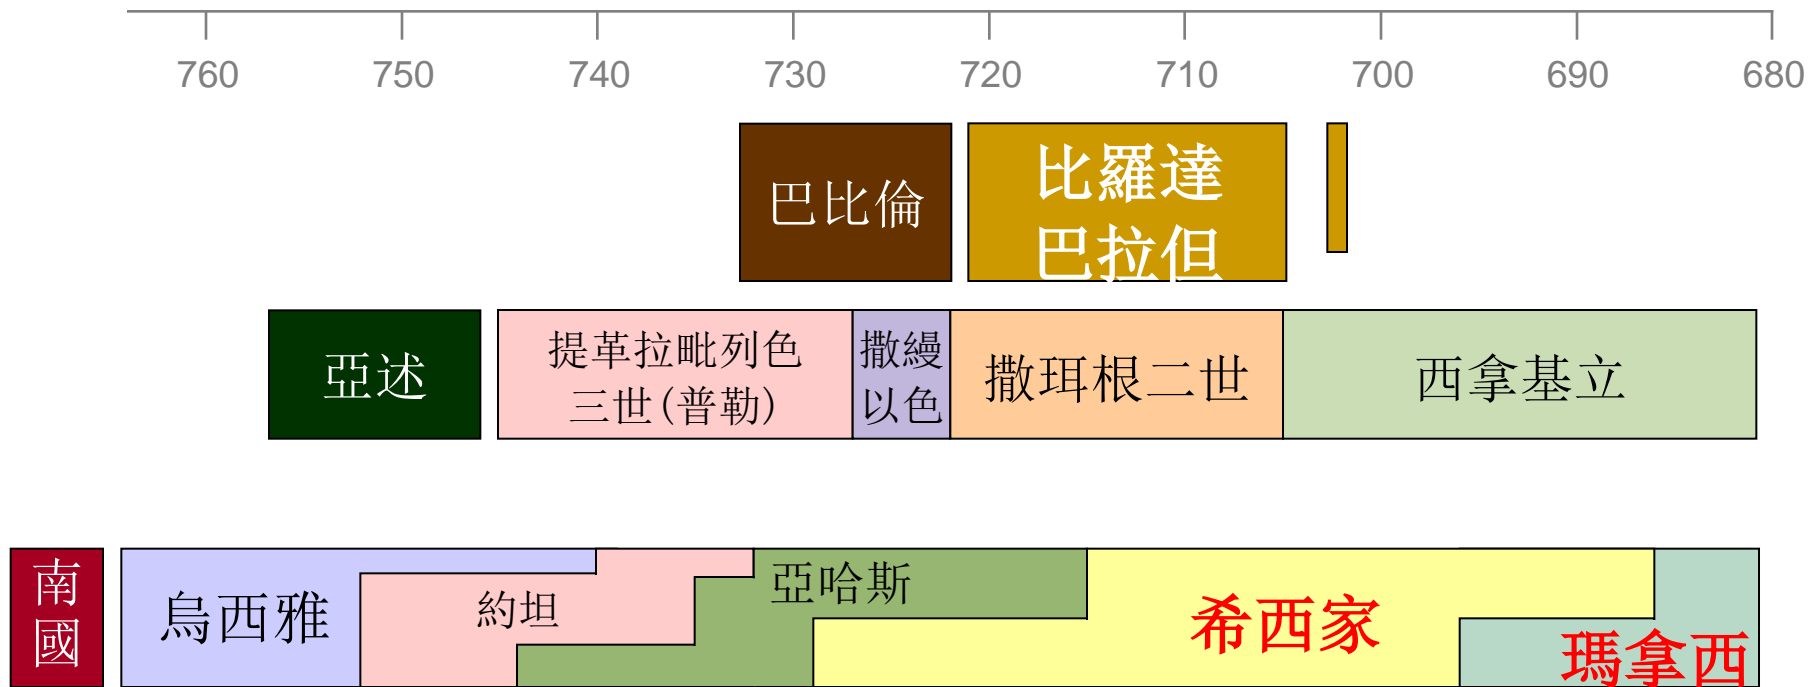 760 750 740 730 720 710 700 690 680
巴比倫
比羅達
巴拉但
亞述
提革拉毗列色
三世(普勒)
撒縵
以色
撒珥根二世
西拿基立
南
國
烏西雅
約坦
亞哈斯
希西家
瑪拿西